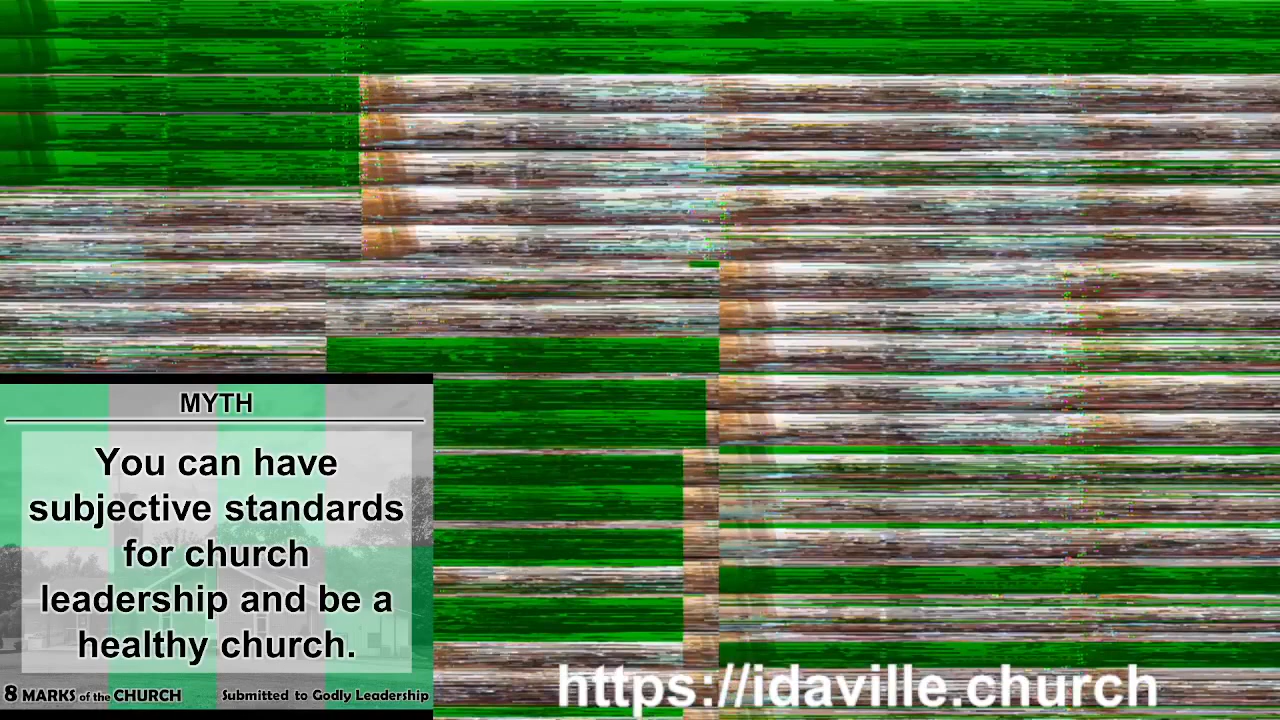 MYTH
You can have
subjective standards
for church
leadership and be a
healthy church.
8 MARKS of the CHURCH
Submitted to Godly Leadership
https://idaville.church